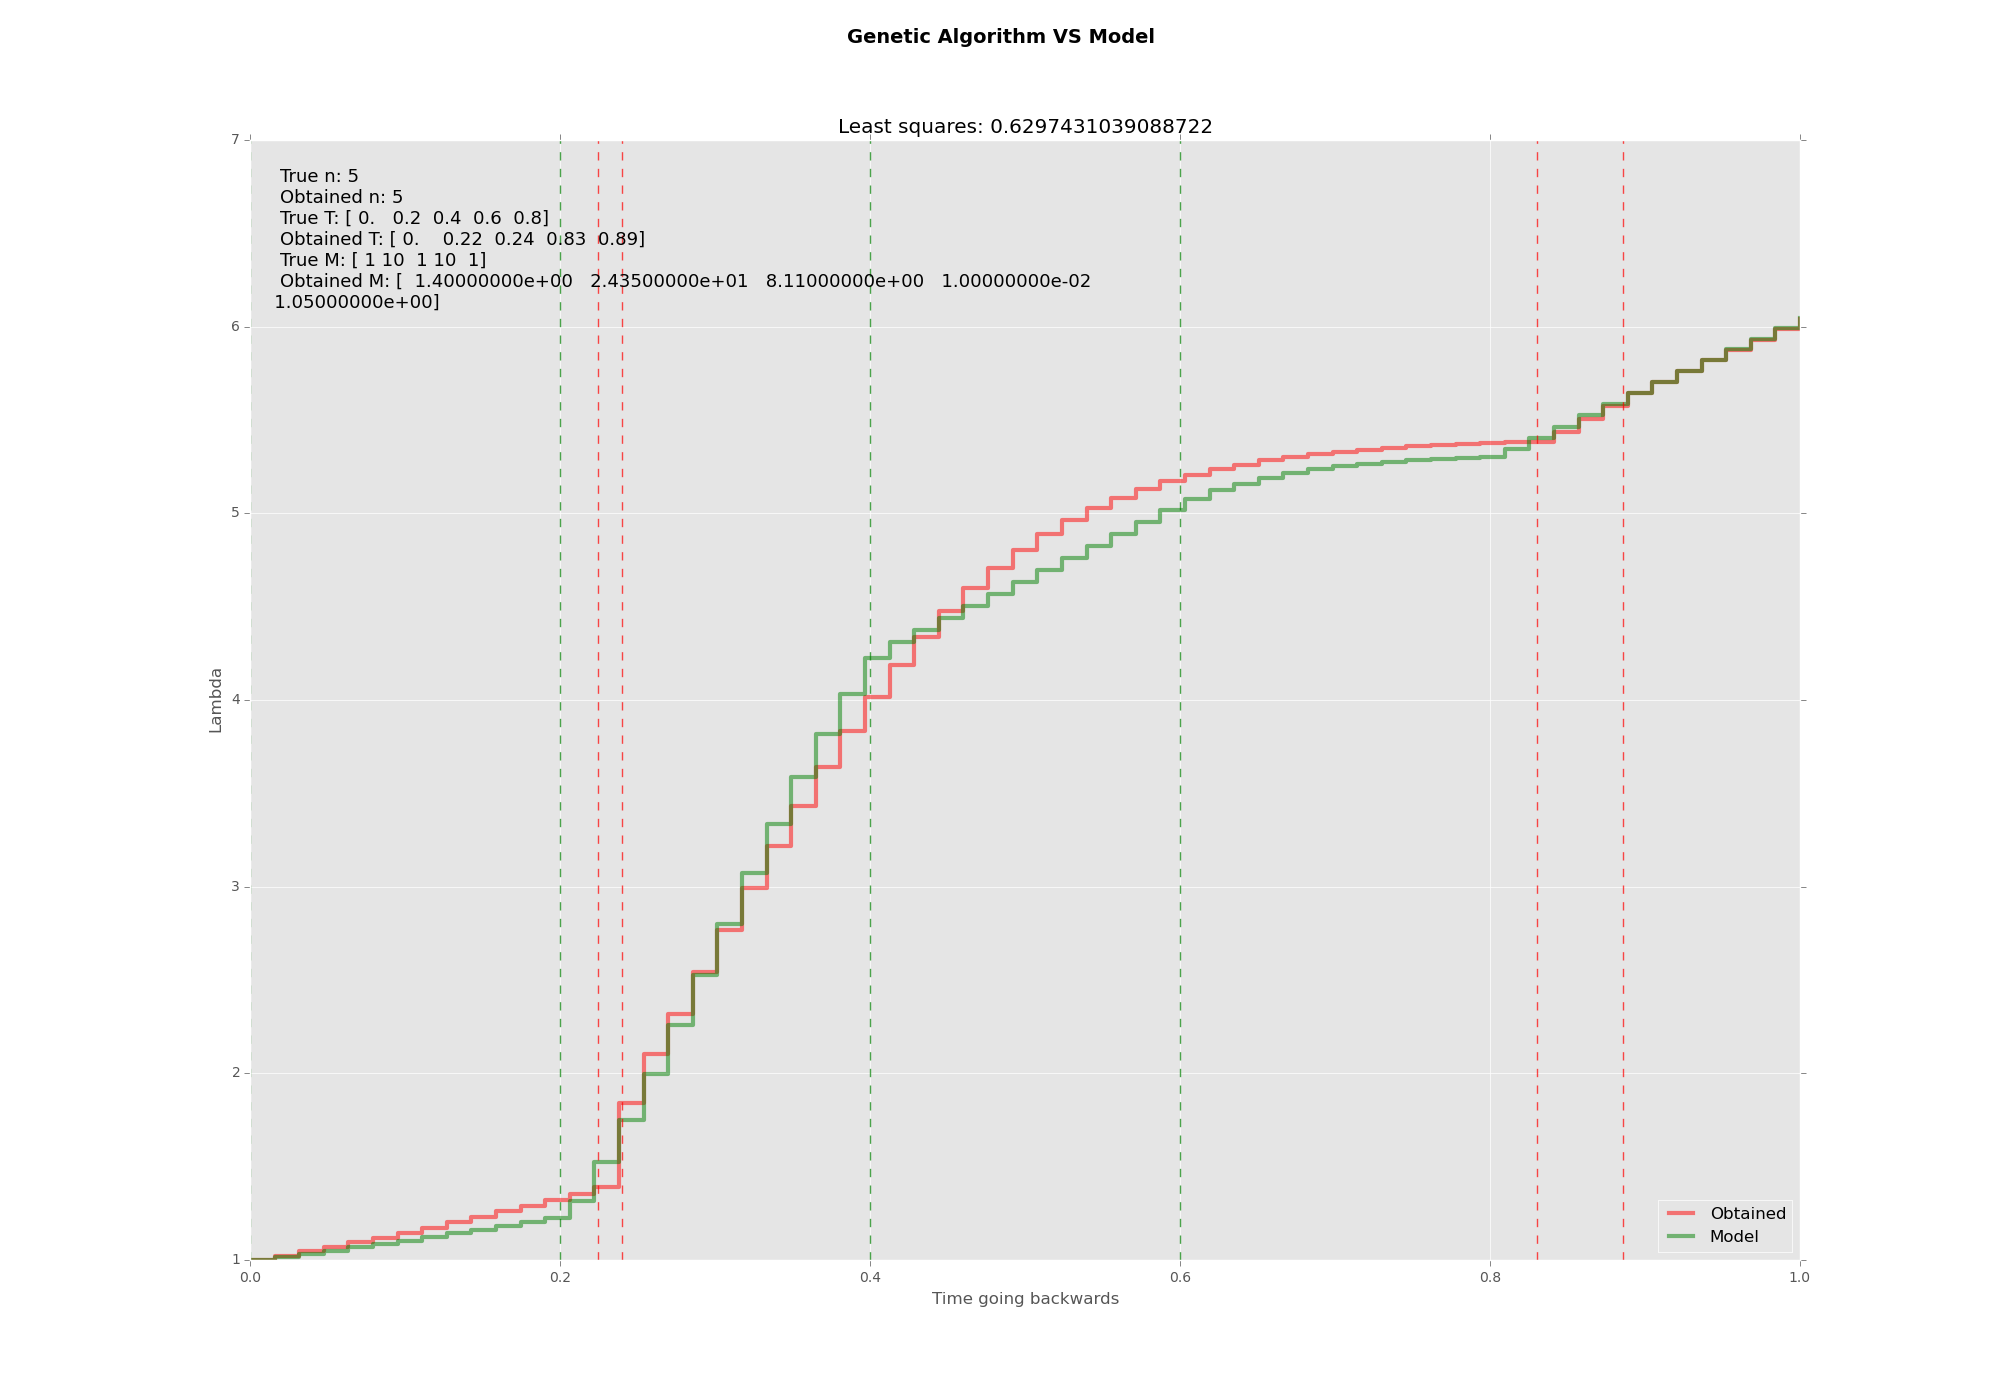 Genetic Algorithm VS Model
Least squares: 0.6297431039088722
True n: 5
Obtained n: 5
True T: [ 0.   0.2  0.4  0.6  0.8]
Obtained T: [ 0.    0.22  0.24  0.83  0.89]
True M: [ 1 10  1 10  1]
Obtained M: [  1.40000000e+00   2.43500000e+01   8.11000000e+00   1.00000000e-02
1.05000000e+00]
7
6
5
4
3
2
1
Lambda
0.0 0.2 0.4 0.6 0.8 1.0
Time going backwards
Obtained
Model